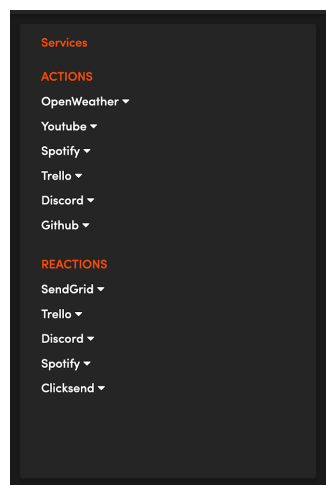 Services
ACTIONS
OpenWeather
Youtube
Spotify
Trello
Discord
Github
REACTIONS
SendGrid
Trello
Discord
Spotify
Clicksend